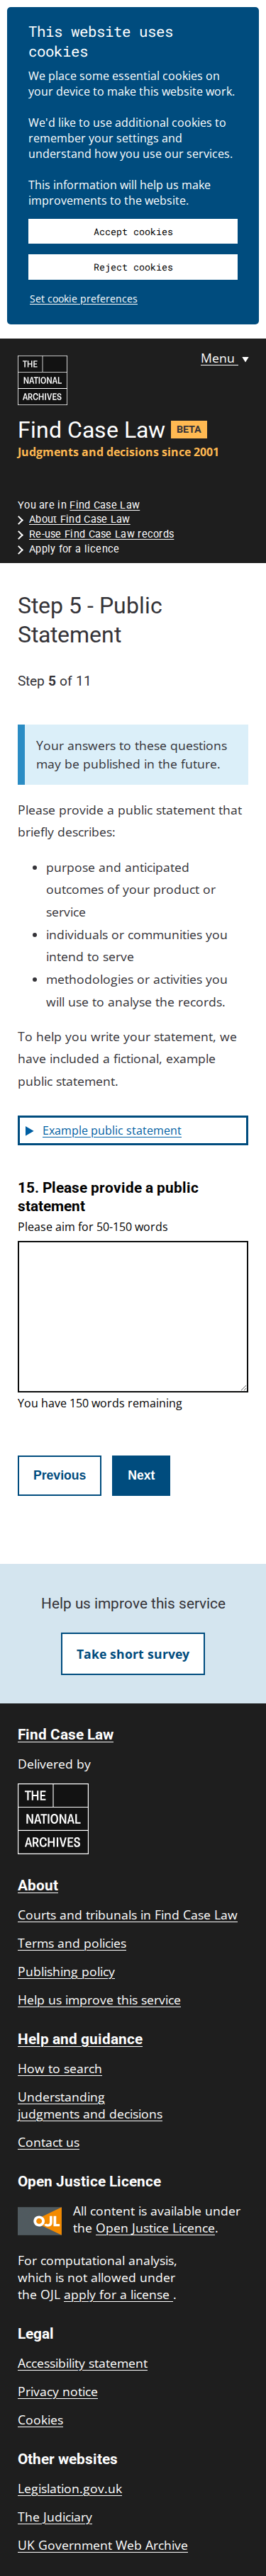 This website uses
cookies
We place some essential cookies on
your device to make this website work.
We'd like to use additional cookies to
remember your settings and
understand how you use our services.
This information will help us make
improvements to the website.
Accept cookies
Reject cookies
Set cookie preferences
Menu
THE
NATIONAL
ARCHIVES
Find Case Law BETA
Judgments and decisions since 2001
You are in Find Case Law
About Find Case Law
Re-use Find Case Law records
Apply for a licence
Step 5 - Public
Statement
Step 5 of 11
Your answers to these questions
may be published in the future.
Please provide a public statement that
briefly describes:
purpose and anticipated
outcomes of your product or
service
individuals or communities you
intend to serve
methodologies or activities you
will use to analyse the records.
To help you write your statement, we
have included a fictional, example
public statement.
Example public statement
15. Please provide a public
statement
Please aim for 50-150 words
You have 150 words remaining
Previous Next
Help us improve this service
Take short survey
Find Case Law
Delivered by
THE
NATIONAL
ARCHIVES
About
Courts and tribunals in Find Case Law
Terms and policies
Publishing policy
Help us improve this service
Help and guidance
How to search
Understanding
judgments and decisions
Contact us
Open Justice Licence
OJL
All content is available under
the Open Justice Licence.
For computational analysis,
which is not allowed under
the OJL apply for a license .
Legal
Accessibility statement
Privacy notice
Cookies
Other websites
Legislation.gov.uk
The Judiciary
UK Government Web Archive